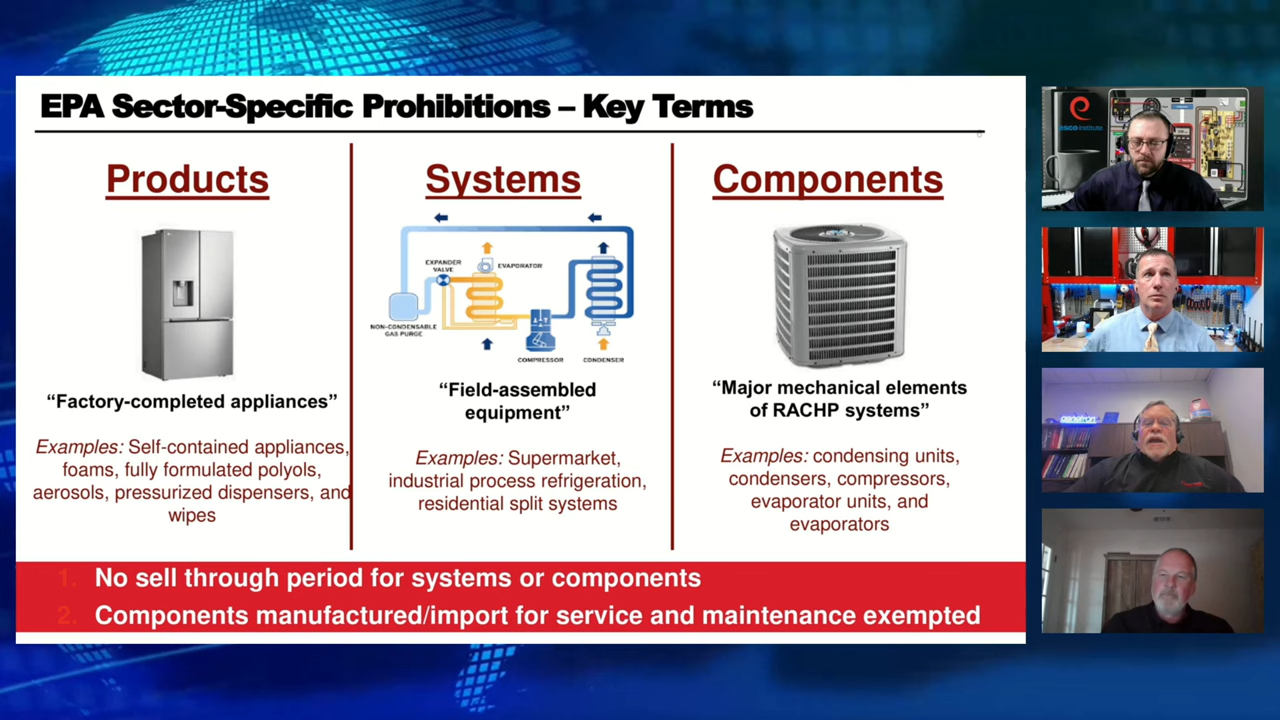 EPA Sector-Specific Prohibitions – Key Terms
6
Products
“Factory-completed appliances”
Examples: Self-contained appliances,
foams, fully formulated polyols,
aerosols, pressurized dispensers, and
wipes
Systems
EXPANDER
VALVE
EVAPORATOR
NON-CONDENSABLE
GAS PURGE
COMPRESSOR
CONDENSER
“Field-assembled
equipment”
Examples: Supermarket,
industrial process refrigeration,
residential split systems
Components
“Major mechanical elements
of RACHP systems”
Examples: condensing units,
condensers, compressors,
evaporator units, and
evaporators
1. No sell through period for systems or components
2. Components manufactured/import for service and maintenance exempted
esco institute